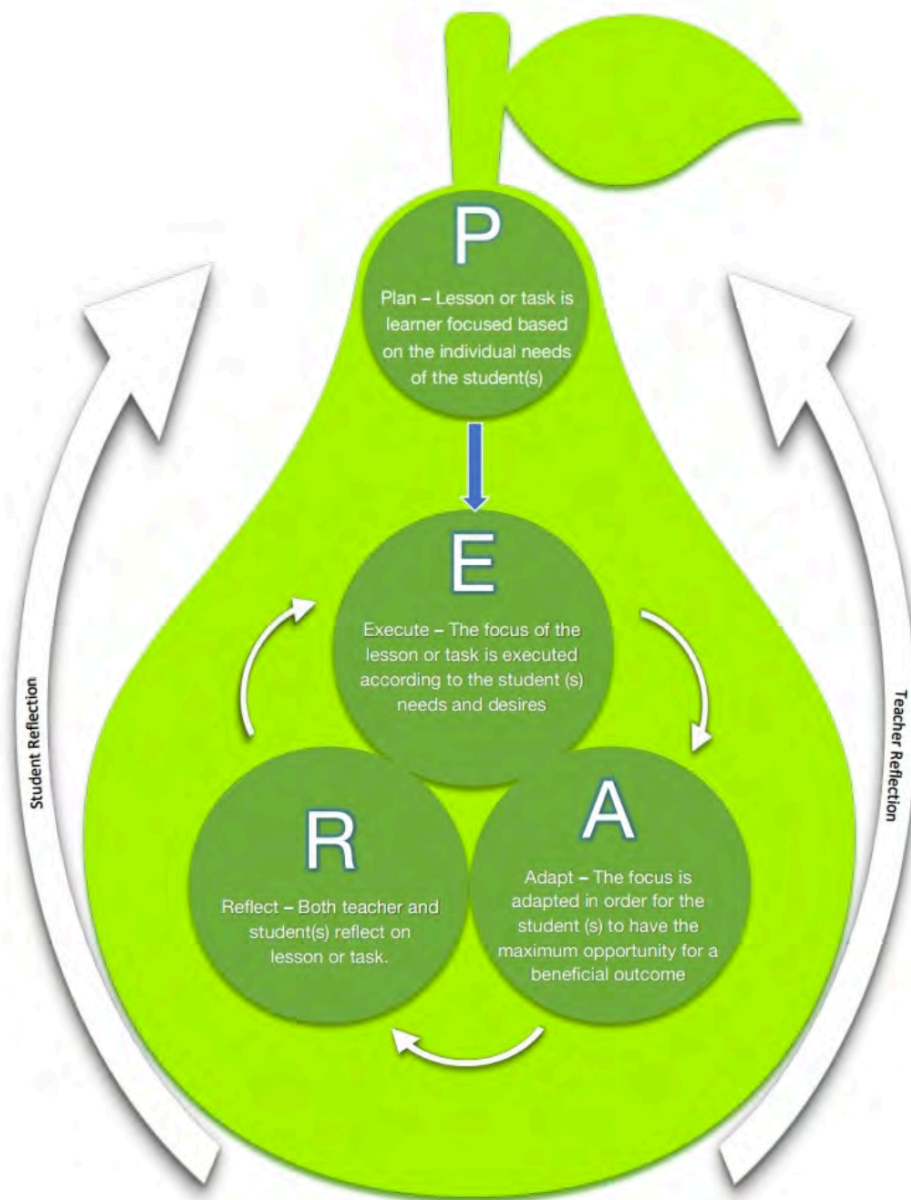 P
Plan – Lesson or task is
learner focused based
on the individual needs
of the student(s)
E
Execute – The focus of the
lesson or task is executed
according to the student (s)
needs and desires
A
Adapt – The focus is
adapted in order for the
student (s) to have the
maximum opportunity for a
beneficial outcome
R
Reflect – Both teacher and
student(s) reflect on
lesson or task.
Student Reflection
Teacher Reflection